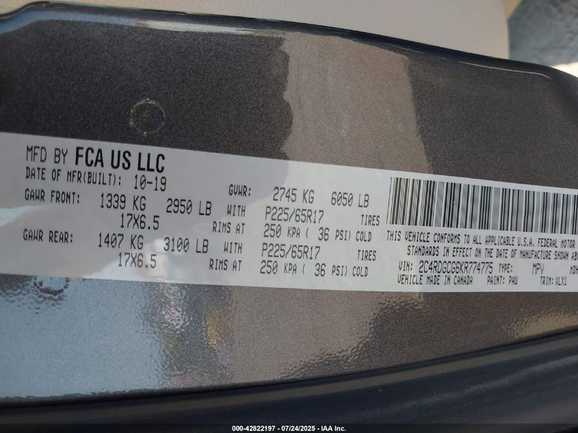 MFD BY FCA US LLC
DATE OF MFR(BUILT): 10-19 GVWR: 2745 KG 6050 LB
GAWR FRONT: 1339 KG 2950 LB WITH P225/65R17 TIRES
17X6.5 RIMS AT 250 KPA ( 36 PSI) COLD
GAWR REAR: 1407 KG 3100 LB WITH P225/65R17 TIRES
17X6.5 RIMS AT 250 KPA ( 36 PSI) COLD
THIS VEHICLE CONFORMS TO ALL APPLICABLE U.S.A. FEDERAL MOTOR
STANDARDS IN EFFECT ON THE DATE OF MANUFACTURE SHOWN
VIN: 2C4RDGCG6KR774775 TYPE: MPV
VEHICLE MADE IN CANADA PAINT: PAU TRIM: VLX1
000-42822197 - 07/24/2025 - IAA Inc.